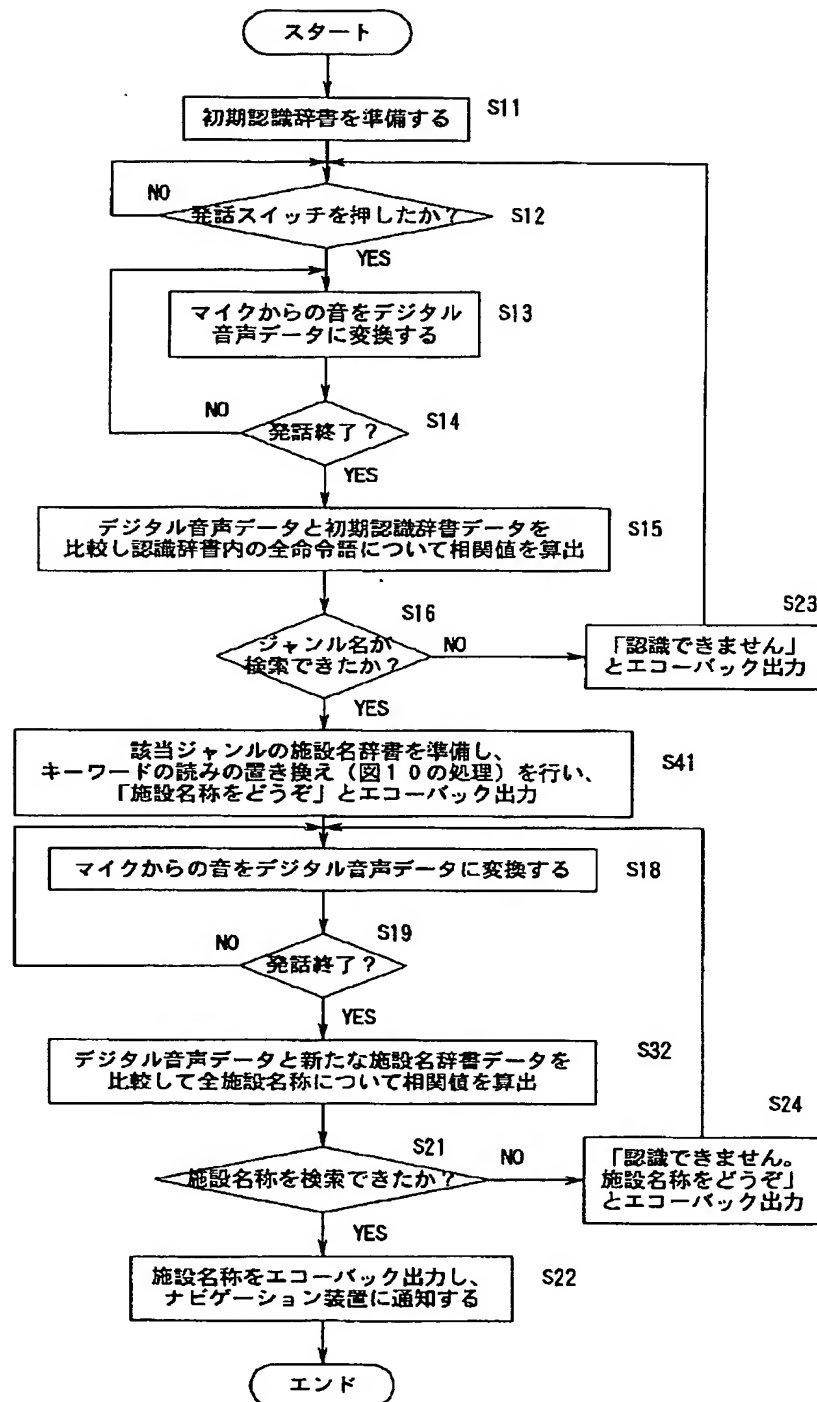 スタート
初期認識辞書を準備する
S11
NO
発話スイッチを押したか?
S12
YES
マイクからの音をデジタル
音声データに変換する
S13
NO
発話終了?
S14
YES
デジタル音声データと初期認識辞書データを
比較し認識辞書内の全命令語について相関値を算出
S15
S16
ジャンル名が
検索できたか?
NO
S23
「認識できません」
とエコーバック出力
YES
該当ジャンルの施設名辞書を準備し、
キーワードの読みの置き換え(図10の処理)を行い、
「施設名称をどうぞ」とエコーバック出力
S41
マイクからの音をデジタル音声データに変換する
S18
NO
S19
発話終了?
YES
デジタル音声データと新たな施設名辞書データを
比較して全施設名称について相関値を算出
S32
S21
施設名称を検索できたか?
NO
S24
「認識できません。
施設名称をどうぞ」
とエコーバック出力
YES
施設名称をエコーバック出力し、
ナビゲーション装置に通知する
S22
エンド